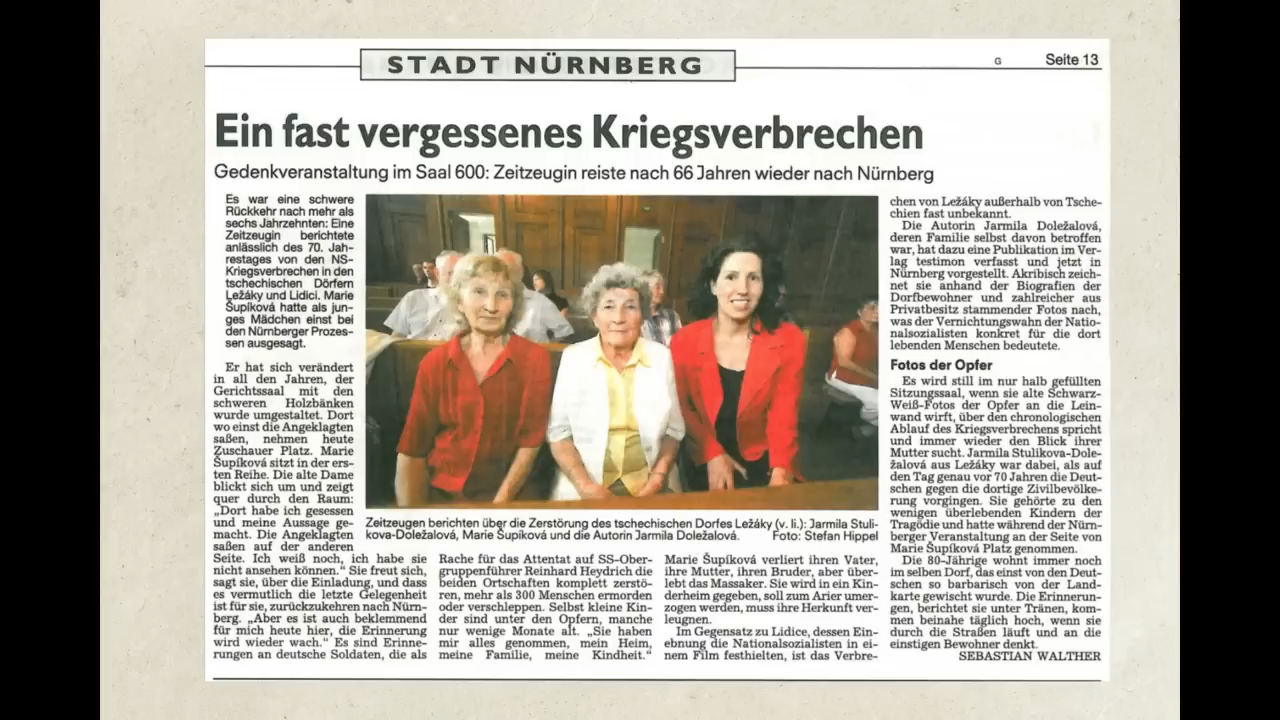 STADT NÜRNBERG
G
Seite 13
Ein fast vergessenes Kriegsverbrechen
Gedenkveranstaltung im Saal 600: Zeitzeugin reiste nach 66 Jahren wieder nach Nürnberg
Es war eine schwere
Rückkehr nach mehr als
sechs Jahrzehnten: Eine
Zeitzeugin berichtete
anlässlich des 70. Jah-
restages von den NS-
Kriegsverbrechen in den
tschechischen Dörfern
Ležáky und Lidici. Marie
Šupíková hatte als jun-
ges Mädchen einst bei
den Nürnberger Prozes-
sen ausgesagt.
Er hat sich verändert
in all den Jahren, der
Gerichtssaal mit den
schweren Holzbänken
wurde umgestaltet. Dort
wo einst die Angeklagten
saßen, nehmen heute
Zuschauer Platz. Marie
Šupíková sitzt in der ers-
ten Reihe. Die alte Dame
blickt sich um und zeigt
quer durch den Raum:
„Dort habe ich gesessen
und meine Aussage ge-
macht. Die Angeklagten
saßen auf der anderen
Seite. Ich weiß noch, ich habe sie
nicht ansehen können.“ Sie freut sich,
sagt sie, über die Einladung, und dass
es vermutlich die letzte Gelegenheit
ist für sie, zurückzukehren nach Nürn-
berg. „Aber es ist auch beklemmend
für mich heute hier, die Erinnerung
wird wieder wach.“ Es sind Erinne-
rungen an deutsche Soldaten, die als
Zeitzeugen berichten über die Zerstörung des tschechischen Dorfes Ležáky (v. li.): Jarmila Stuli-
kova-Doležalová, Marie Šupíková und die Autorin Jarmila Doležalová.
Foto: Stefan Hippel
Rache für das Attentat auf SS-Ober-
gruppenführer Reinhard Heydrich die
beiden Ortschaften komplett zerstö-
ren, mehr als 300 Menschen ermorden
oder verschleppen. Selbst kleine Kin-
der sind unter den Opfern, manche
nur wenige Monate alt. „Sie haben
mir alles genommen, mein Heim,
meine Familie, meine Kindheit.“
Marie Šupíková verliert ihren Vater,
ihre Mutter, ihren Bruder, aber über-
lebt das Massaker. Sie wird in ein Kin-
derheim gegeben, soll zum Arier umer-
zogen werden, muss ihre Herkunft ver-
leugnen.
Im Gegensatz zu Lidice, dessen Ein-
ebnung die Nationalsozialisten in ei-
nem Film festhielten, ist das Verbre-
chen von Ležáky außerhalb von Tsche-
chien fast unbekannt.
Die Autorin Jarmila Doležalová,
deren Familie selbst davon betroffen
war, hat dazu eine Publikation im Ver-
lag testimon verfasst und jetzt in
Nürnberg vorgestellt. Akribisch zeich-
net sie anhand der Biografien der
Dorfbewohner und zahlreicher aus
Privatbesitz stammender Fotos nach,
was der Vernichtungswahn der Natio-
nalsozialisten konkret für die dort
lebenden Menschen bedeutete.
Fotos der Opfer
Es wird still im nur halb gefüllten
Sitzungssaal, wenn sie alte Schwarz-
Weiß-Fotos der Opfer an die Lein-
wand wirft, über den chronologischen
Ablauf des Kriegsverbrechens spricht
und immer wieder den Blick ihrer
Mutter sucht. Jarmila Stulikova-Dole-
žalová aus Ležáky war dabei, als auf
den Tag genau vor 70 Jahren die Deut-
schen gegen die dortige Zivilbevölke-
rung vorgingen. Sie gehörte zu den
wenigen überlebenden Kindern der
Tragödie und hatte während der Nürn-
berger Veranstaltung an der Seite von
Marie Šupíková Platz genommen.
Die 80-Jährige wohnt immer noch
im selben Dorf, das einst von den Deut-
schen so barbarisch von der Land-
karte gewischt wurde. Die Erinnerun-
gen, berichtet sie unter Tränen, kom-
men beinahe täglich hoch, wenn sie
durch die Straßen läuft und an die
einstigen Bewohner denkt.
SEBASTIAN WALTHER